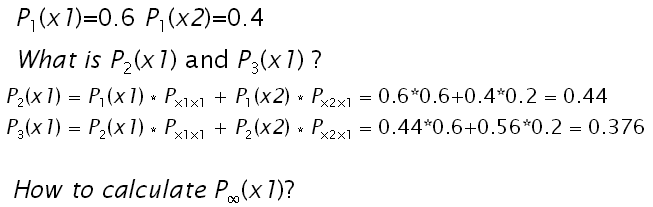 P₁(x1)=0.6 P₁(x2)=0.4
What is P₂(x1) and P₃(x1) ?
P₂(x1) = P₁(x1) * Pₓ₁ₓ₁ + P₁(x2) * Pₓ₂ₓ₁ = 0.6*0.6+0.4*0.2 = 0.44
P₃(x1) = P₂(x1) * Pₓ₁ₓ₁ + P₂(x2) * Pₓ₂ₓ₁ = 0.44*0.6+0.56*0.2 = 0.376
How to calculate P∞(x1)?